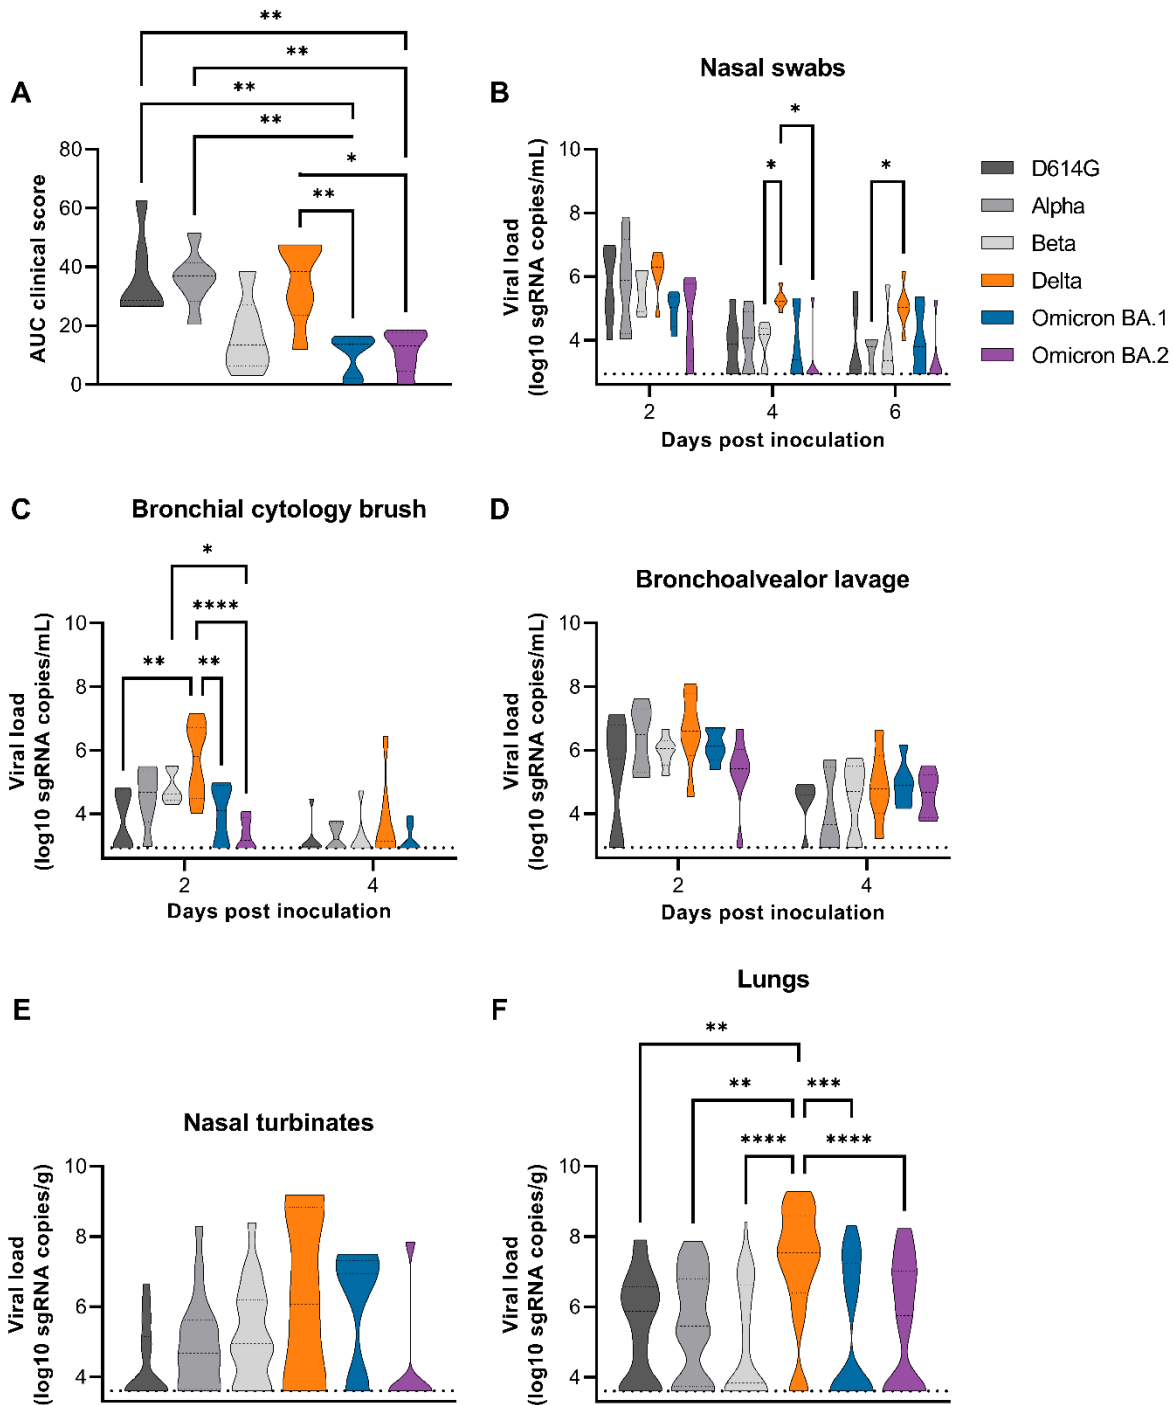 A
**
**
**
**
*
**
AUC clinical score
80
60
40
20
0
B
Nasal swabs
*
*
*
Viral load
(log10 sgRNA copies/mL)
10
8
6
4
2
4
6
Days post inoculation
D614G
Alpha
Beta
Delta
Omicron BA.1
Omicron BA.2
C
Bronchial cytology brush
*
****
**
**
Viral load
(log10 sgRNA copies/mL)
10
8
6
4
2
4
Days post inoculation
D
Bronchoalvealor lavage
Viral load
(log10 sgRNA copies/mL)
10
8
6
4
2
4
Days post inoculation
E
Nasal turbinates
Viral load
(log10 sgRNA copies/g)
10
8
6
4
F
Lungs
**
**
***
****
****
Viral load
(log10 sgRNA copies/g)
10
8
6
4